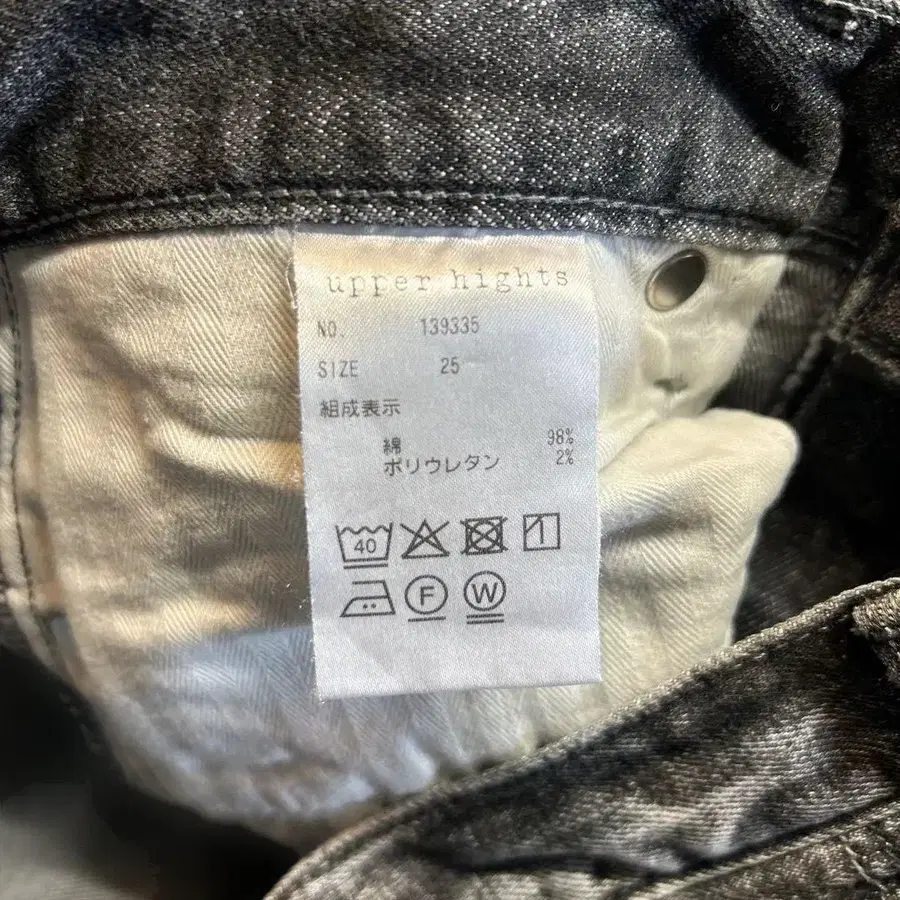 upper hights
NO. 139335
SIZE 25
組成表示
綿 98%
ポリウレタン 2%
40
F W